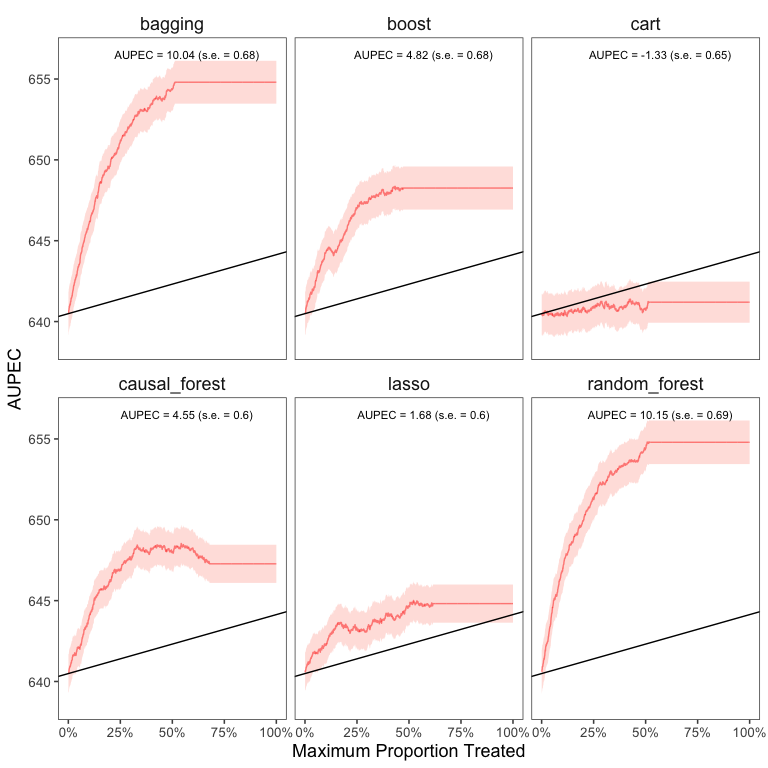 bagging
boost
cart
AUPEC = 10.04 (s.e. = 0.68)
AUPEC = 4.82 (s.e. = 0.68)
AUPEC = -1.33 (s.e. = 0.65)
655
650
645
640
causal_forest
lasso
random_forest
AUPEC = 4.55 (s.e. = 0.6)
AUPEC = 1.68 (s.e. = 0.6)
AUPEC = 10.15 (s.e. = 0.69)
655
650
645
640
AUPEC
0% 25% 50% 75% 100%
0% 25% 50% 75% 100%
0% 25% 50% 75% 100%
Maximum Proportion Treated